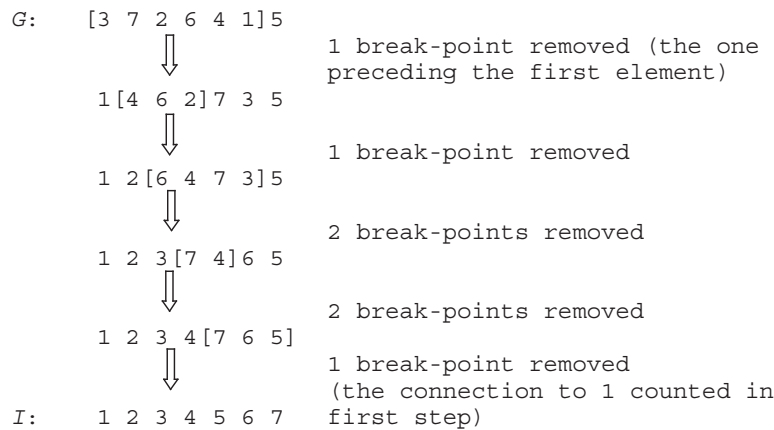 G: [3 7 2 6 4 1]5
1 break-point removed (the one
preceding the first element)
1[4 6 2]7 3 5
1 break-point removed
1 2[6 4 7 3]5
2 break-points removed
1 2 3[7 4]6 5
2 break-points removed
1 2 3 4[7 6 5]
1 break-point removed
(the connection to 1 counted in
I: 1 2 3 4 5 6 7 first step)